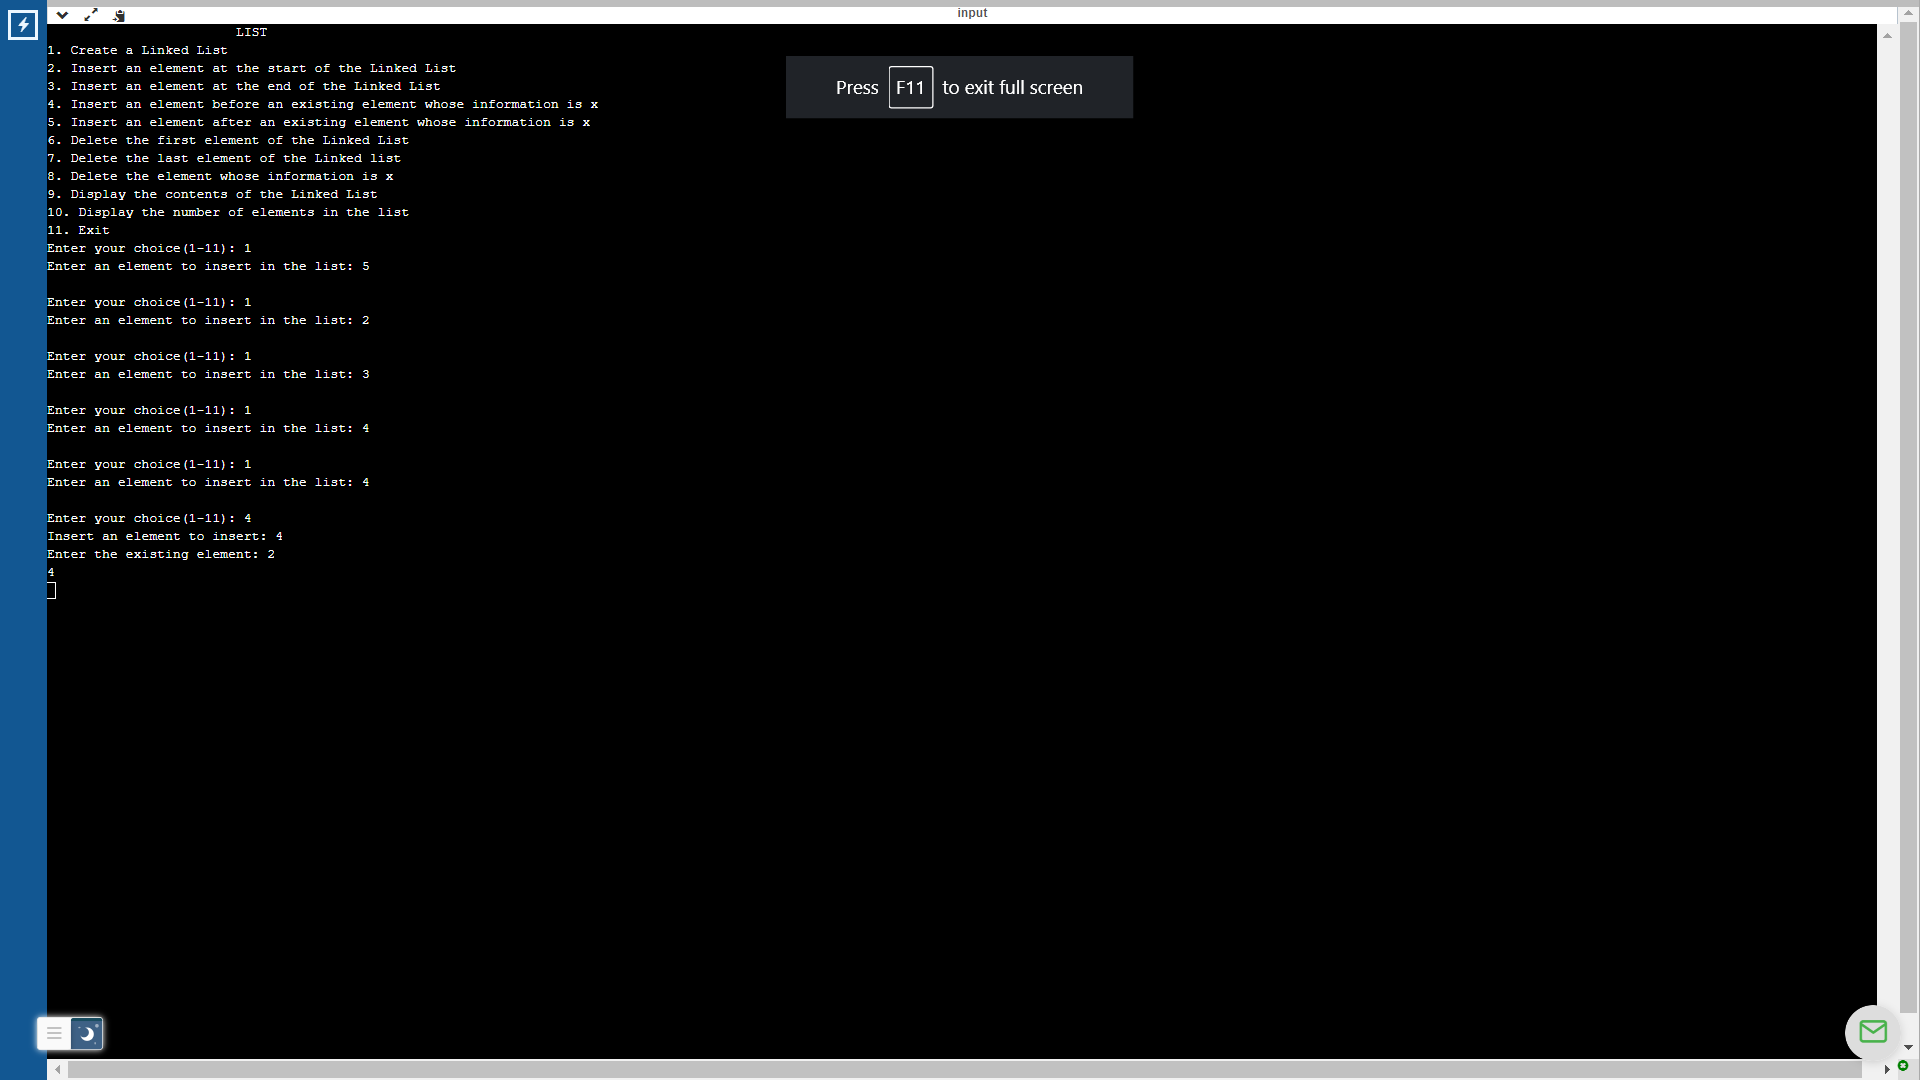 input
LIST
1. Create a Linked List
2. Insert an element at the start of the Linked List
3. Insert an element at the end of the Linked List
4. Insert an element before an existing element whose information is x
5. Insert an element after an existing element whose information is x
6. Delete the first element of the Linked List
7. Delete the last element of the Linked list
8. Delete the element whose information is x
9. Display the contents of the Linked List
10. Display the number of elements in the list
11. Exit
Enter your choice(1-11): 1
Enter an element to insert in the list: 5
Enter your choice(1-11): 1
Enter an element to insert in the list: 2
Enter your choice(1-11): 1
Enter an element to insert in the list: 3
Enter your choice(1-11): 1
Enter an element to insert in the list: 4
Enter your choice(1-11): 1
Enter an element to insert in the list: 4
Enter your choice(1-11): 4
Insert an element to insert: 4
Enter the existing element: 2
4
Press F11 to exit full screen